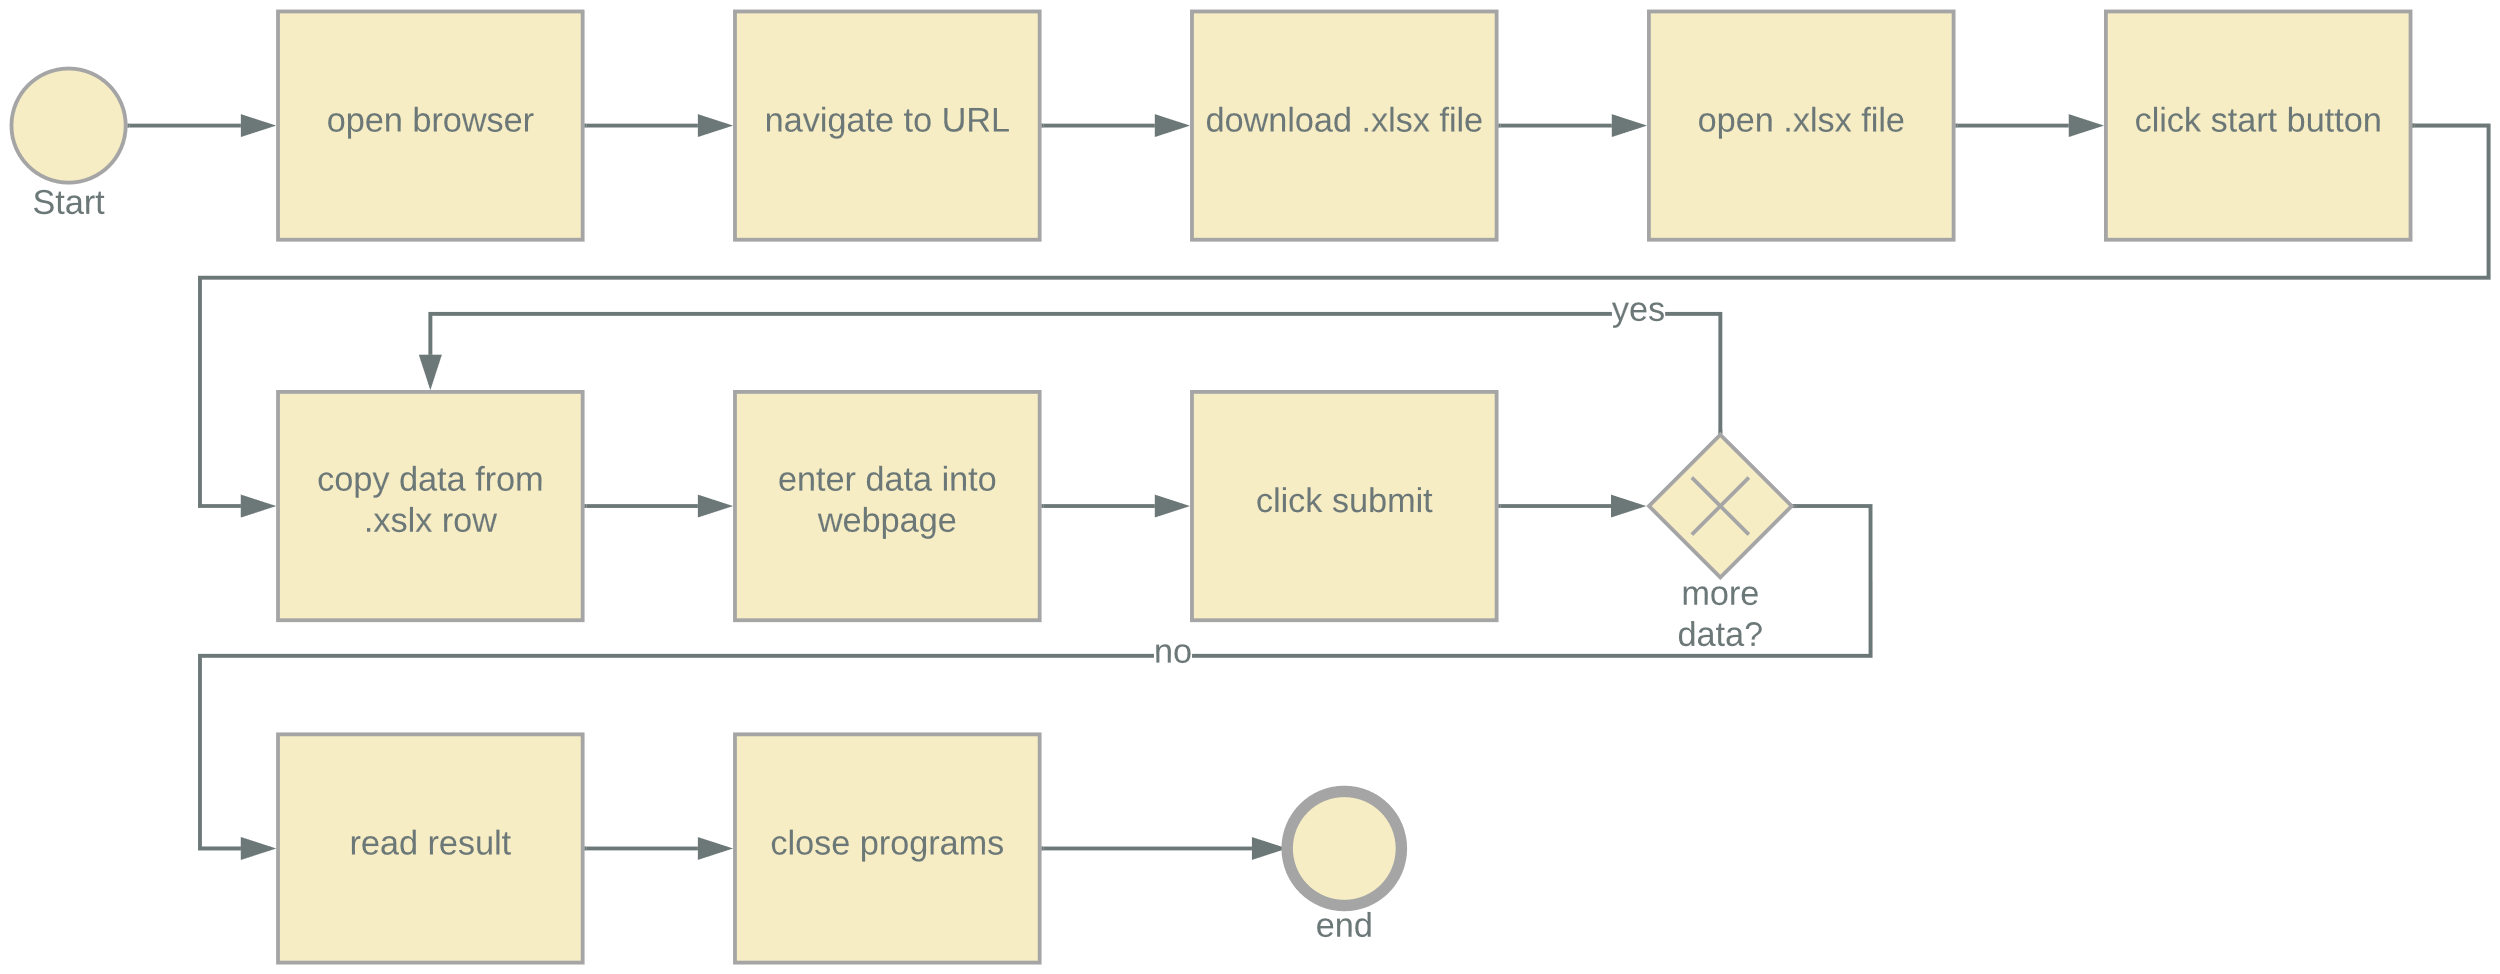 open browser
navigate to URL
download .xlsx file
open .xlsx file
click start button
Start
yes
copy data from
.xslx row
enter data into
webpage
click submit
more
data?
no
read result
close programs
end